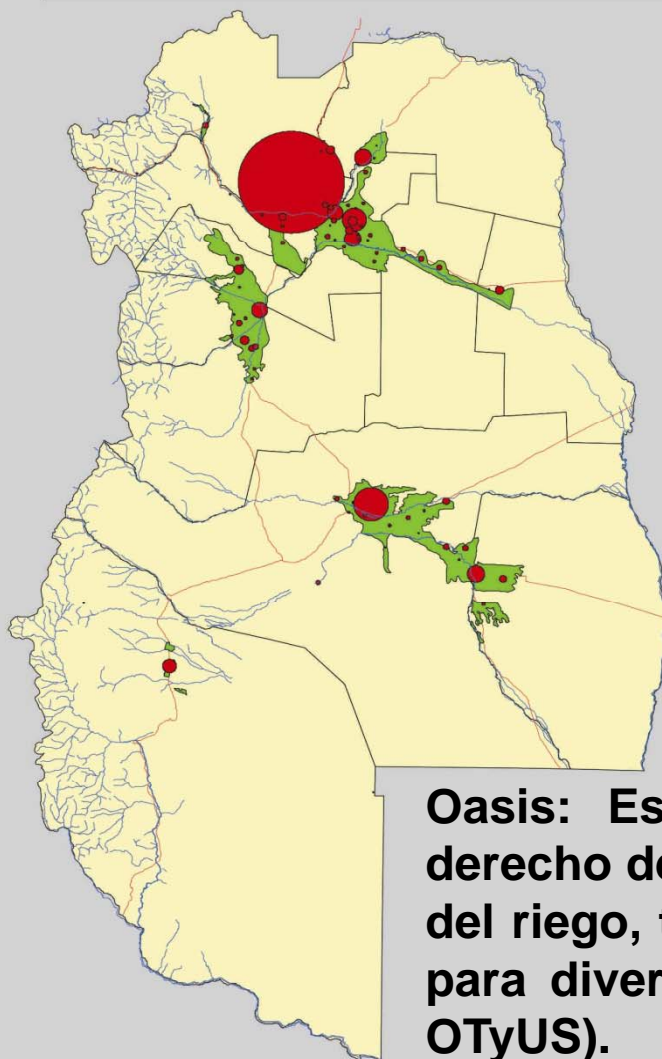 Oasis: Es
derecho de
del riego,
para diver
OTyUS).